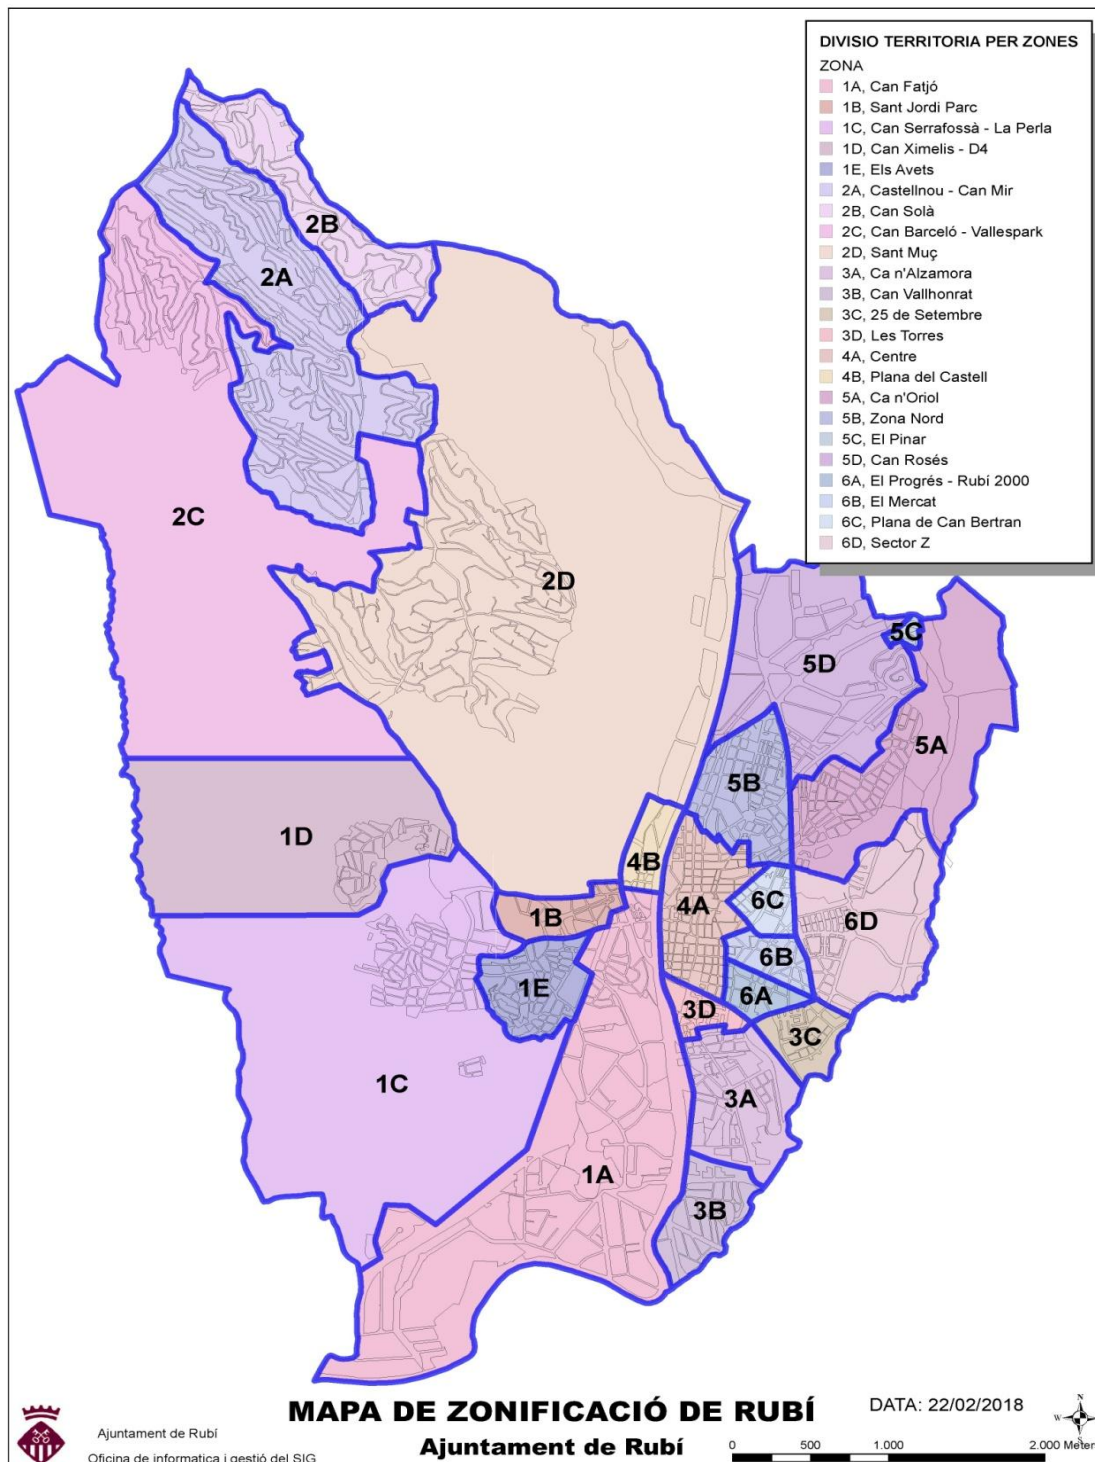 DIVISIO TERRITORIA PER ZONES
ZONA
1A, Can Fatjó
1B, Sant Jordi Parc
1C, Can Serrafossà - La Perla
1D, Can Ximelis - D4
1E, Els Avets
2A, Castellnou - Can Mir
2B, Can Solà
2C, Can Barceló - Vallespark
2D, Sant Muç
3A, Ca n'Alzamora
3B, Can Vallhonrat
3C, 25 de Setembre
3D, Les Torres
4A, Centre
4B, Plana del Castell
5A, Ca n'Oriol
5B, Zona Nord
5C, El Pinar
5D, Can Rosés
6A, El Progrés - Rubí 2000
6B, El Mercat
6C, Plana de Can Bertran
6D, Sector Z
2B
2A
2C
2D
5C
5D
5A
5B
1D
4B
6C
4A
1B
6D
6B
1E
6A
3D
3C
1C
3A
1A
3B
MAPA DE ZONIFICACIÓ DE RUBÍ
Ajuntament de Rubí
DATA: 22/02/2018
N
W
E
S
Ajuntament de Rubí
Oficina de informatica i gestió del SIG
0 500 1.000 2.000 Meter